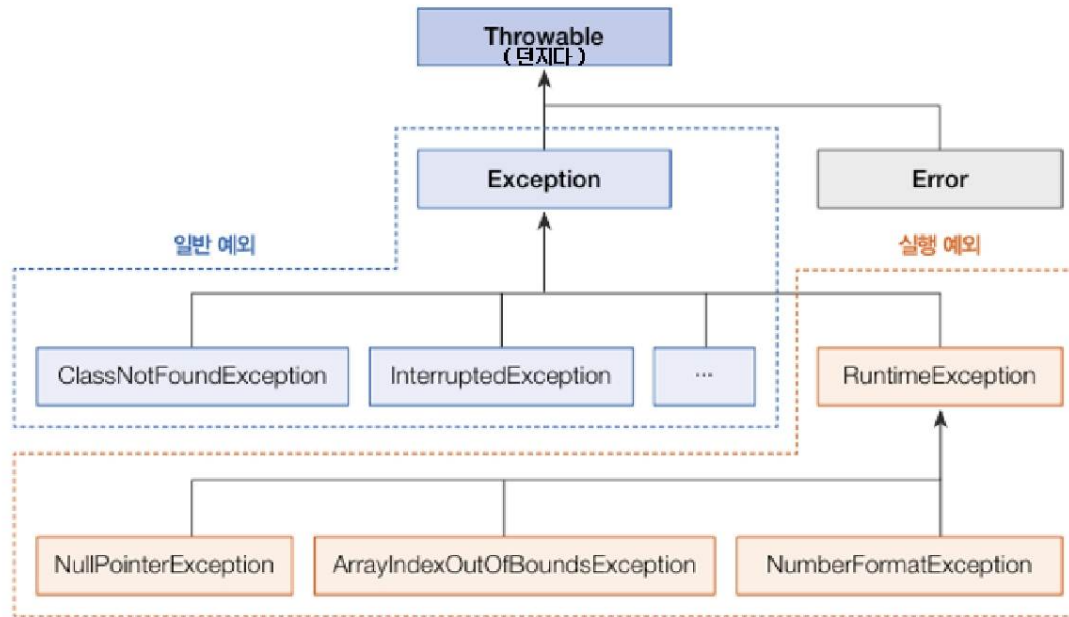 Throwable
(던지다)
Exception
Error
일반 예외
실행 예외
ClassNotFoundException
InterruptedException
...
RuntimeException
NullPointerException
ArrayIndexOutOfBoundsException
NumberFormatException